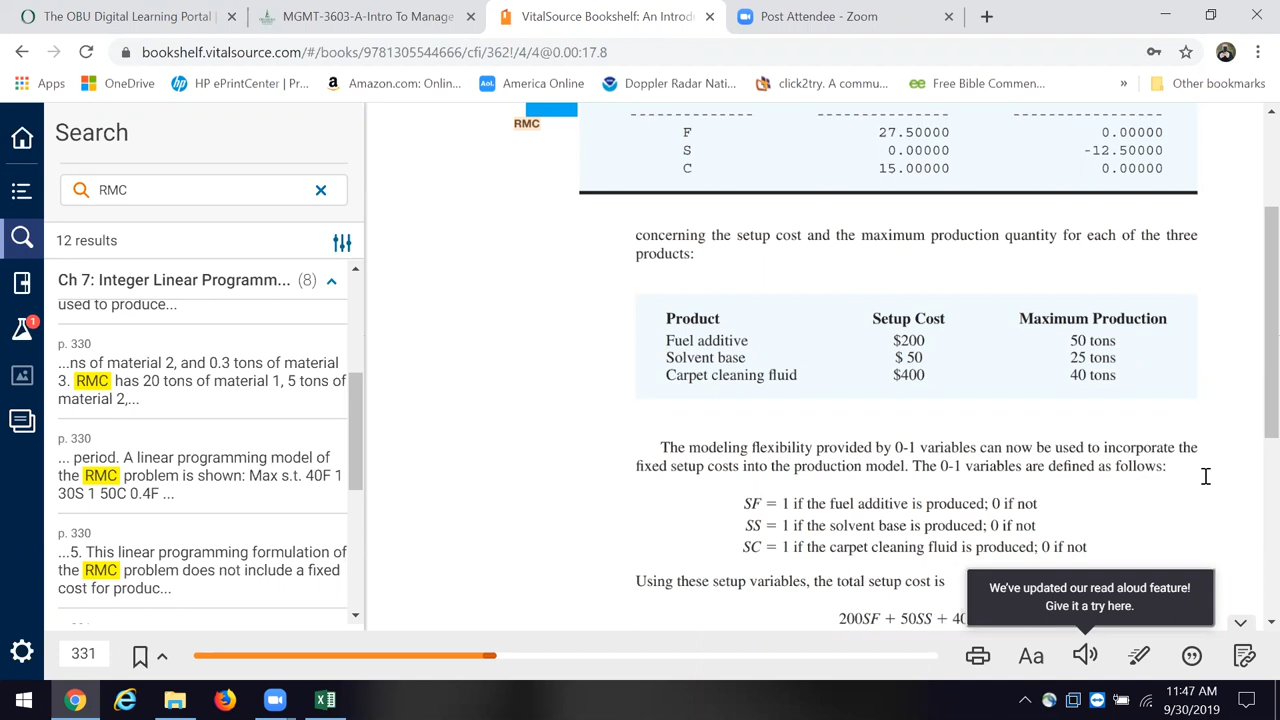 The OBU Digital Learning Portal
MGMT-3603-A-Intro To Manage
VitalSource Bookshelf: An Introd
Post Attendee - Zoom
bookshelf.vitalsource.com/#/books/9781305544666/cfi/362!/4/4@0.00:17.8
Apps
OneDrive
HP ePrintCenter | Pr...
Amazon.com: Onlin...
America Online
Doppler Radar Nati...
click2try. A commu...
Free Bible Commen...
»
Other bookmarks
Search
RMC
12 results
Ch 7: Integer Linear Programm... (8)
used to produce...
p. 330
...ns of material 2, and 0.3 tons of material
3. RMC has 20 tons of material 1, 5 tons of
material 2,...
p. 330
... period. A linear programming model of
the RMC problem is shown: Max s.t. 40F 1
30S 1 50C 0.4F ...
p. 330
...5. This linear programming formulation of
the RMC problem does not include a fixed
cost for produc...
RMC
F 27.50000 0.00000
S 0.00000 -12.50000
C 15.00000 0.00000
concerning the setup cost and the maximum production quantity for each of the three
products:
Product Setup Cost Maximum Production
Fuel additive $200 50 tons
Solvent base $ 50 25 tons
Carpet cleaning fluid $400 40 tons
The modeling flexibility provided by 0-1 variables can now be used to incorporate the
fixed setup costs into the production model. The 0-1 variables are defined as follows:
SF = 1 if the fuel additive is produced; 0 if not
SS = 1 if the solvent base is produced; 0 if not
SC = 1 if the carpet cleaning fluid is produced; 0 if not
Using these setup variables, the total setup cost is
200SF + 50SS + 40
We've updated our read aloud feature!
Give it a try here.
331
Aa
11:47 AM
9/30/2019